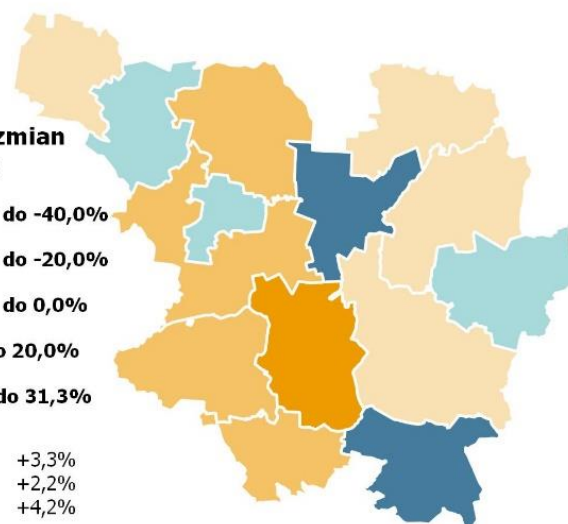 zmian
do -40,0%
do -20,0%
do 0,0%
20,0%
do 31,3%
+3,3%
+2,2%
+4,2%